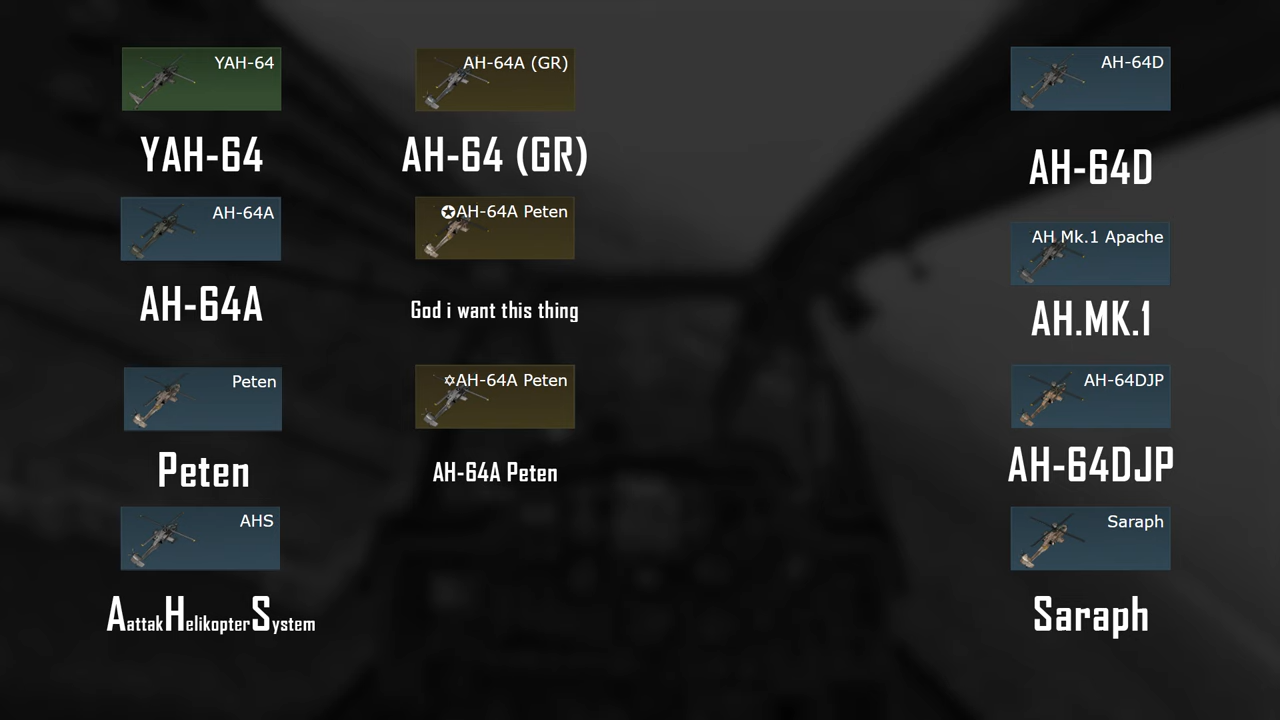 YAH-64
YAH-64
AH-64A
AH-64A
Peten
Peten
AHS
AattakHelikopterSystem
AH-64A (GR)
AH-64 (GR)
✪AH-64A Peten
God i want this thing
✡AH-64A Peten
AH-64A Peten
AH-64D
AH-64D
AH Mk.1 Apache
AH.MK.1
AH-64DJP
AH-64DJP
Saraph
Saraph